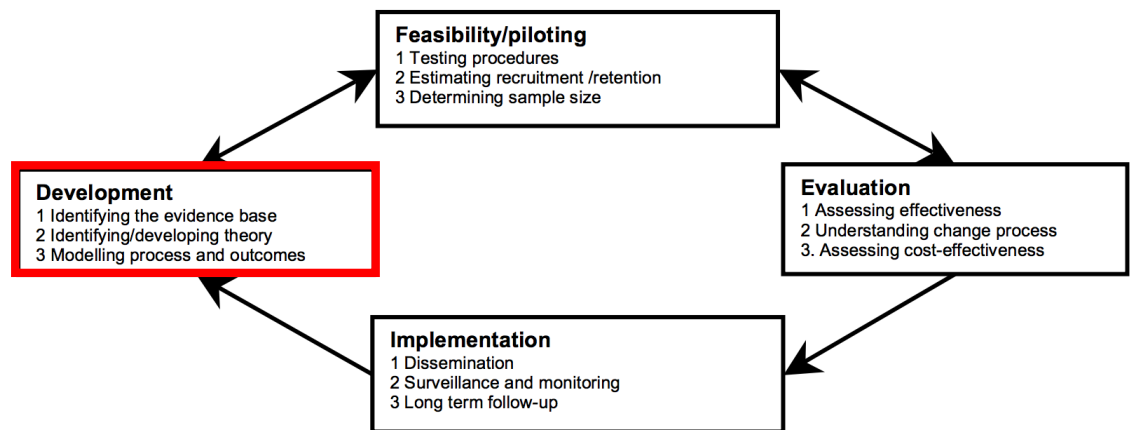 Feasibility/piloting
1 Testing procedures
2 Estimating recruitment /retention
3 Determining sample size
Development
1 Identifying the evidence base
2 Identifying/developing theory
3 Modelling process and outcomes
Evaluation
1 Assessing effectiveness
2 Understanding change process
3. Assessing cost-effectiveness
Implementation
1 Dissemination
2 Surveillance and monitoring
3 Long term follow-up